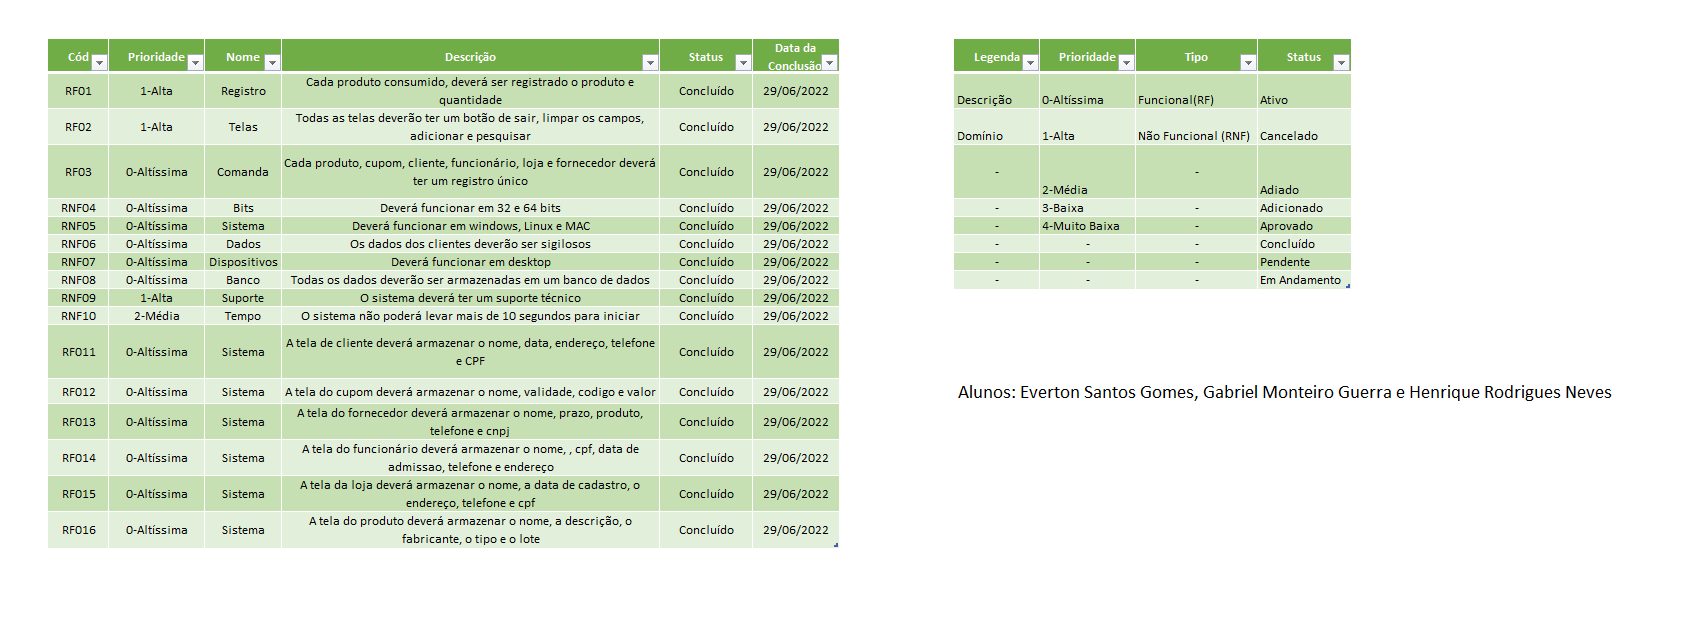 Cód Prioridade Nome Descrição Status Data da
Conclusão
RF01 1-Alta Registro Cada produto consumido, deverá ser registrado o produto e
quantidade Concluído 29/06/2022
RF02 1-Alta Telas Todas as telas deverão ter um botão de sair, limpar os campos,
adicionar e pesquisar Concluído 29/06/2022
RF03 0-Altíssima Comanda Cada produto, cupom, cliente, funcionário, loja e fornecedor deverá
ter um registro único Concluído 29/06/2022
RNF04 0-Altíssima Bits Deverá funcionar em 32 e 64 bits Concluído 29/06/2022
RNF05 0-Altíssima Sistema Deverá funcionar em windows, Linux e MAC Concluído 29/06/2022
RNF06 0-Altíssima Dados Os dados dos clientes deverão ser sigilosos Concluído 29/06/2022
RNF07 0-Altíssima Dispositivos Deverá funcionar em desktop Concluído 29/06/2022
RNF08 0-Altíssima Banco Todas os dados deverão ser armazenadas em um banco de dados Concluído 29/06/2022
RNF09 1-Alta Suporte O sistema deverá ter um suporte técnico Concluído 29/06/2022
RNF10 2-Média Tempo O sistema não poderá levar mais de 10 segundos para iniciar Concluído 29/06/2022
RF011 0-Altíssima Sistema A tela de cliente deverá armazenar o nome, data, endereço, telefone
e CPF Concluído 29/06/2022
RF012 0-Altíssima Sistema A tela do cupom deverá armazenar o nome, validade, codigo e valor Concluído 29/06/2022
RF013 0-Altíssima Sistema A tela do fornecedor deverá armazenar o nome, prazo, produto,
telefone e cnpj Concluído 29/06/2022
RF014 0-Altíssima Sistema A tela do funcionário deverá armazenar o nome, , cpf, data de
admissao, telefone e endereço Concluído 29/06/2022
RF015 0-Altíssima Sistema A tela da loja deverá armazenar o nome, a data de cadastro, o
endereço, telefone e cpf Concluído 29/06/2022
RF016 0-Altíssima Sistema A tela do produto deverá armazenar o nome, a descrição, o
fabricante, o tipo e o lote Concluído 29/06/2022
Legenda Prioridade Tipo Status
Descrição 0-Altíssima Funcional(RF) Ativo
Domínio 1-Alta Não Funcional (RNF) Cancelado
- 2-Média - Adiado
- 3-Baixa - Adicionado
- 4-Muito Baixa - Aprovado
- - - Concluído
- - - Pendente
- - - Em Andamento
Alunos: Everton Santos Gomes, Gabriel Monteiro Guerra e Henrique Rodrigues Neves